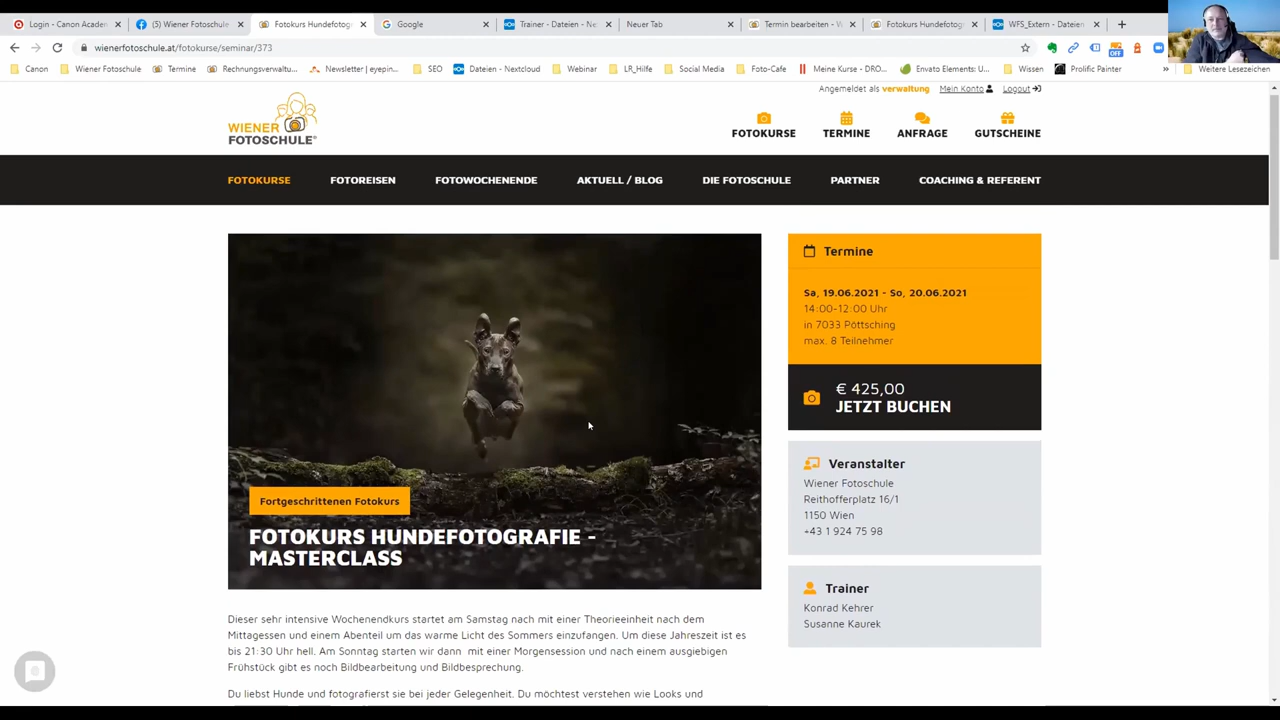 Login - Canon Acade
(5) Wiener Fotoschule
Fotokurs Hundefotogr
Google
Trainer - Dateien - Ne
Neuer Tab
Termin bearbeiten - W
Fotokurs Hundefotog
WFS_Extern - Dateien
wienerfotoschule.at/fotokurse/seminar/373
OFF
Canon
Wiener Fotoschule
Termine
Rechnungsverwaltu...
Newsletter | eyepin...
SEO
Dateien - Nextcloud
Webinar
LR_Hilfe
Social Media
Foto-Cafe
Meine Kurse - DRO...
Envato Elements: U...
Wissen
Prolific Painter
»
Weitere Lesezeichen
Angemeldet als verwaltung
Mein Konto
Logout
WIENER
FOTOSCHULE®
FOTOKURSE
TERMINE
ANFRAGE
GUTSCHEINE
FOTOKURSE
FOTOREISEN
FOTOWOCHENENDE
AKTUELL / BLOG
DIE FOTOSCHULE
PARTNER
COACHING & REFERENT
Fortgeschrittenen Fotokurs
FOTOKURS HUNDEFOTOGRAFIE -
MASTERCLASS
Dieser sehr intensive Wochenendkurs startet am Samstag nach mit einer Theorieeinheit nach dem
Mittagessen und einem Abenteil um das warme Licht des Sommers einzufangen. Um diese Jahreszeit ist es
bis 21:30 Uhr hell. Am Sonntag starten wir dann mit einer Morgensession und nach einem ausgiebigen
Frühstück gibt es noch Bildbearbeitung und Bildbesprechung.
Du liebst Hunde und fotografierst sie bei jeder Gelegenheit. Du möchtest verstehen wie Looks und
Termine
Sa, 19.06.2021 - So, 20.06.2021
14:00-12:00 Uhr
in 7033 Pöttsching
max. 8 Teilnehmer
€ 425,00
JETZT BUCHEN
Veranstalter
Wiener Fotoschule
Reithofferplatz 16/1
1150 Wien
+43 1 924 75 98
Trainer
Konrad Kehrer
Susanne Kaurek